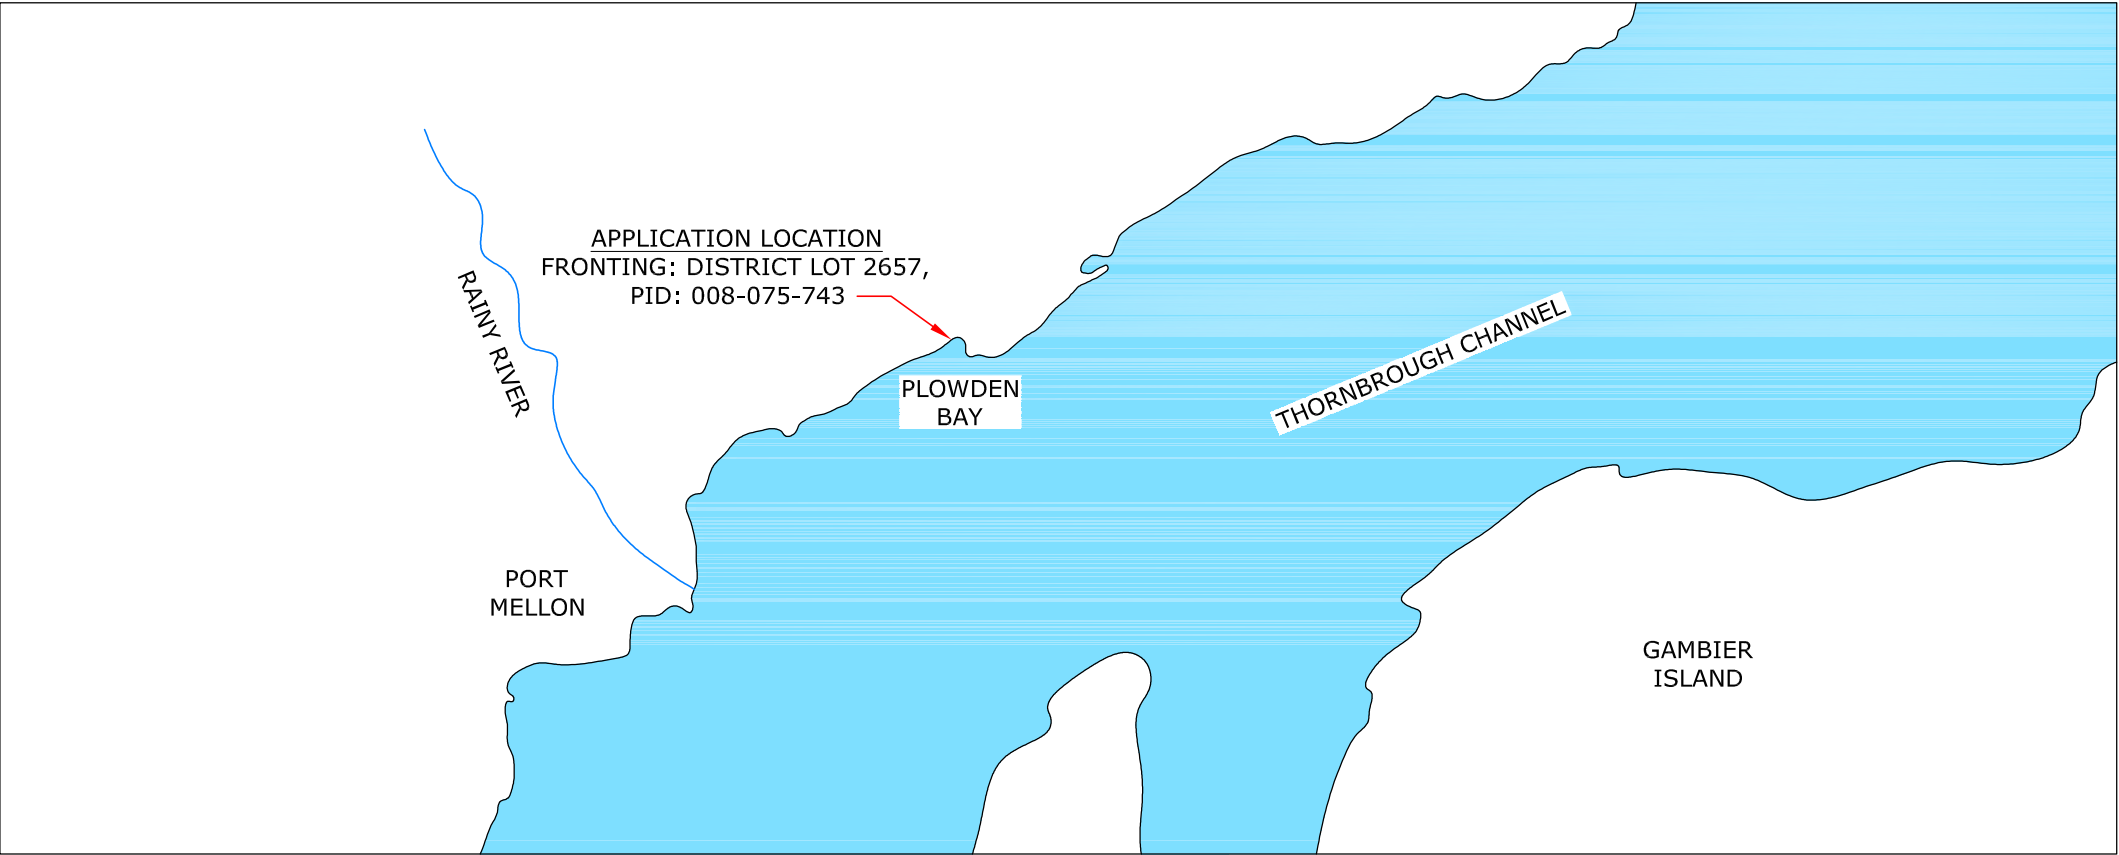 APPLICATION LOCATION
FRONTING: DISTRICT LOT 2657,
PID: 008-075-743
RAINY RIVER
PLOWDEN
BAY
THORNBROUGH CHANNEL
PORT
MELLON
GAMBIER
ISLAND